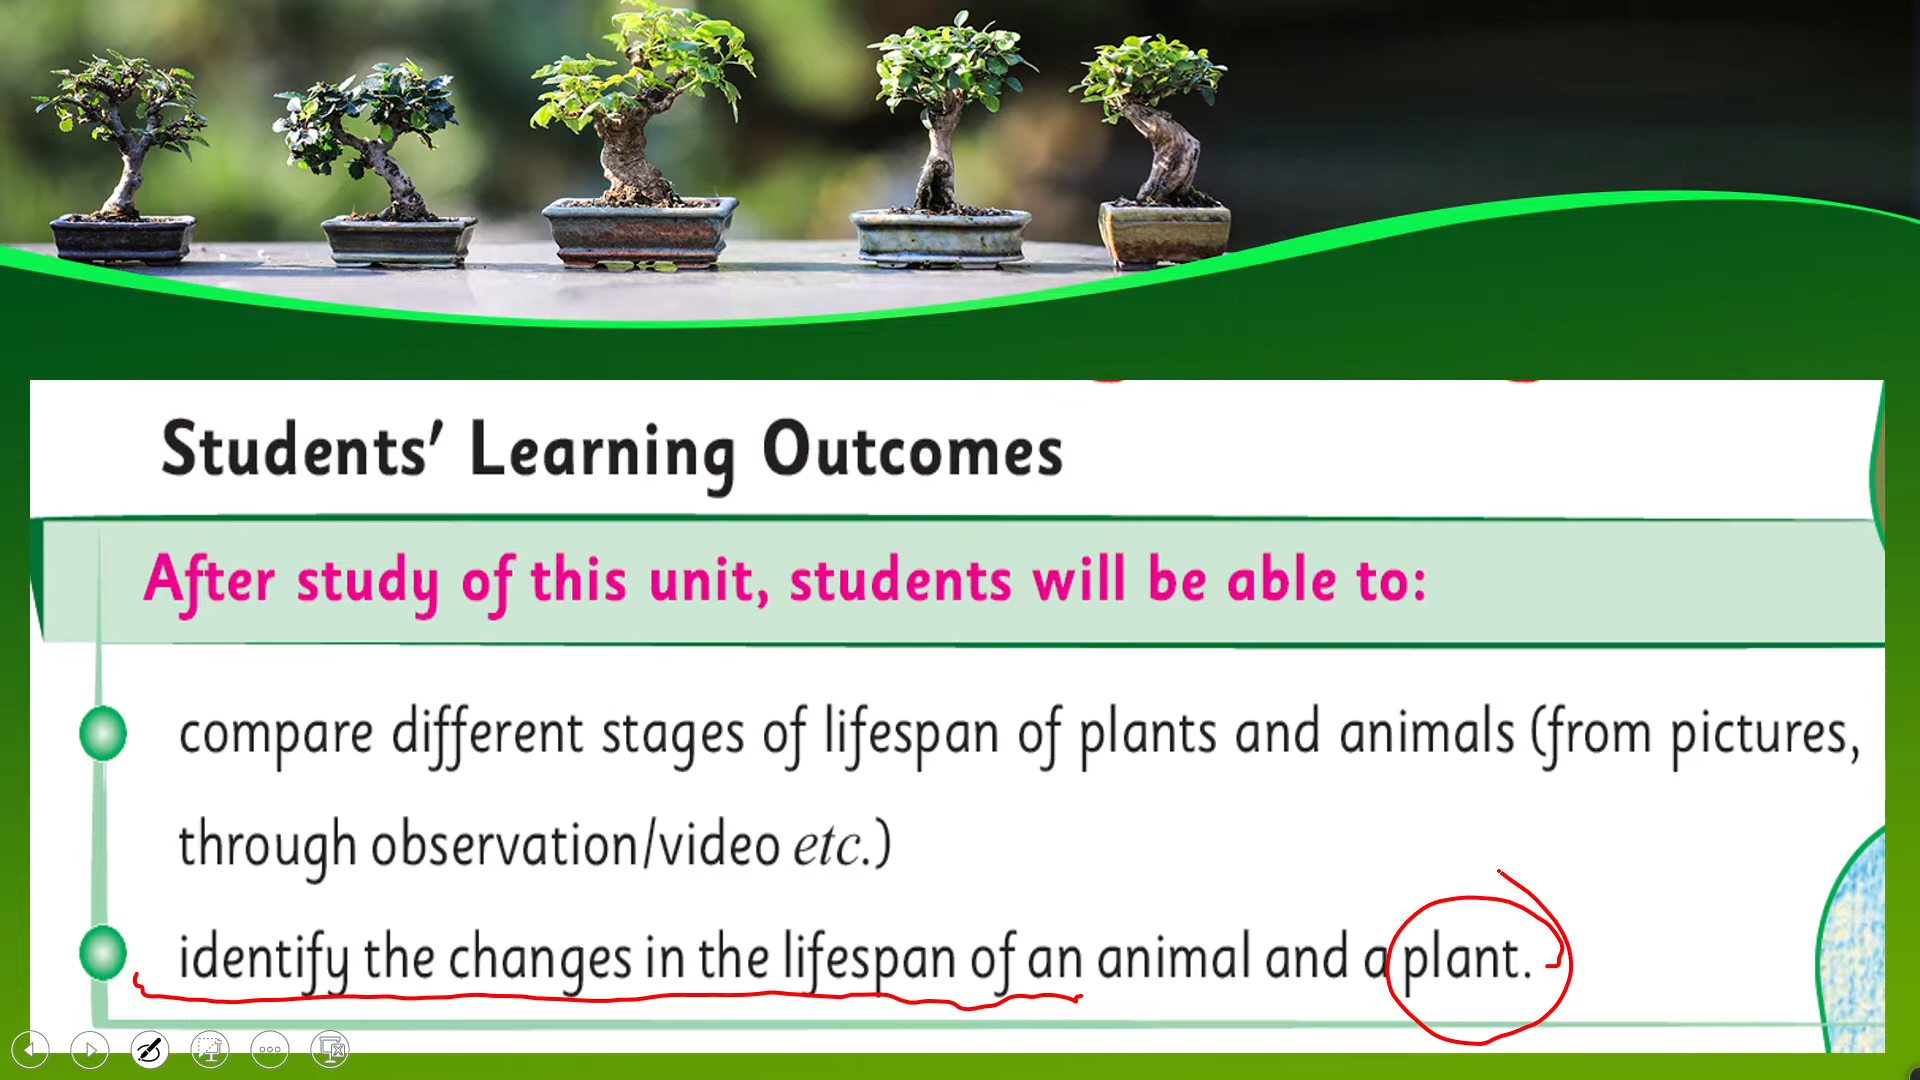 Students' Learning Outcomes
After study of this unit, students will be able to:
compare different stages of lifespan of plants and animals (from pictures,
through observation/video etc.)
identify the changes in the lifespan of an animal and a plant.